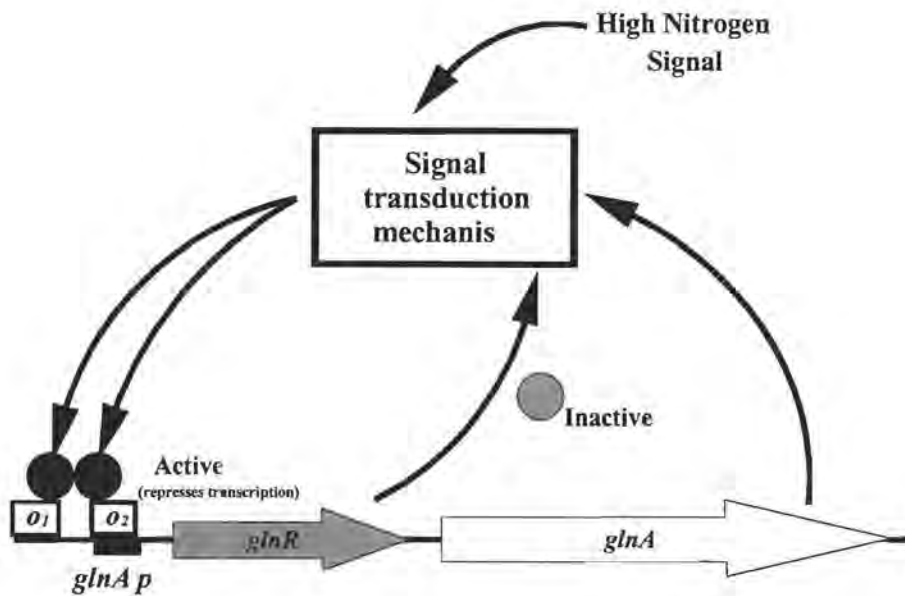 High Nitrogen
Signal
Signal
transduction
mechanis
Inactive
Active
(represses transcription)
o1
o2
glnR
glnA
glnA p